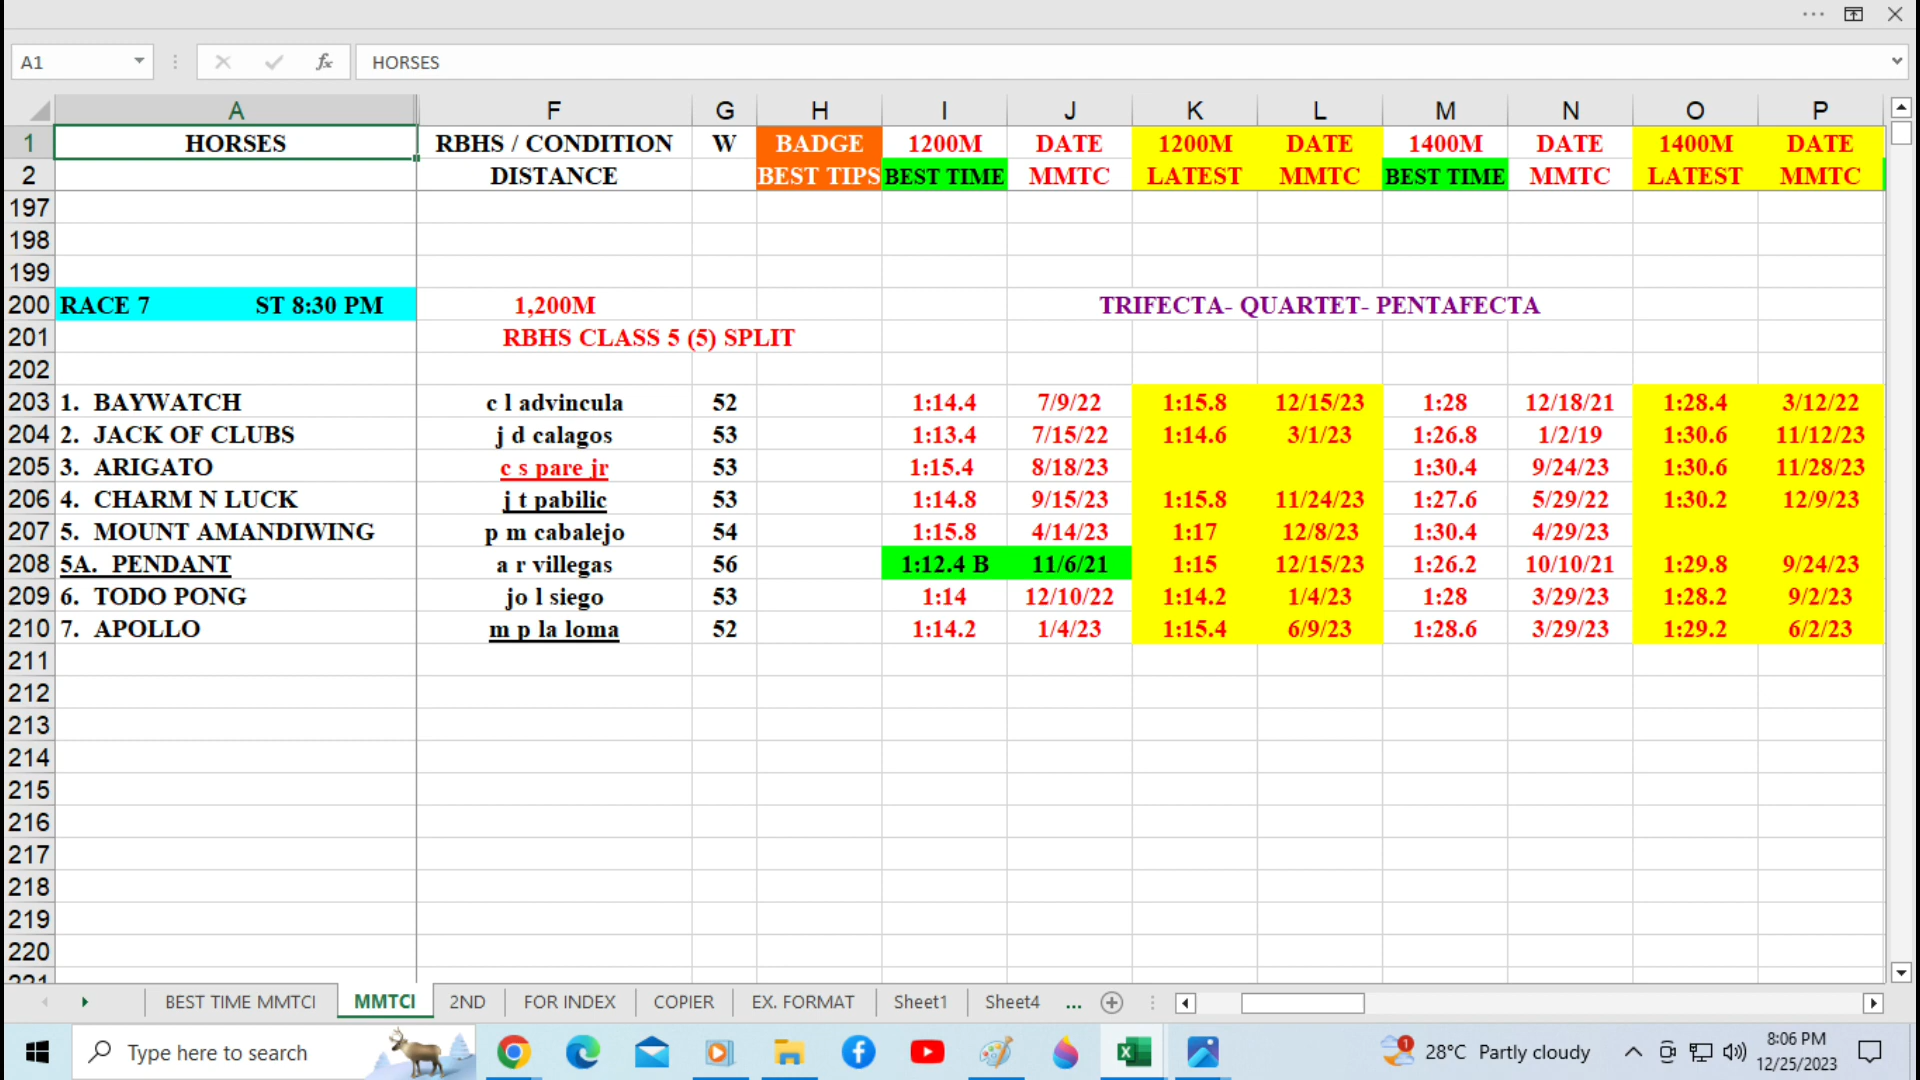 A1 fx HORSES
A F G H I J K L M N O P
1 HORSES RBHS / CONDITION W BADGE 1200M DATE 1200M DATE 1400M DATE 1400M DATE
2 DISTANCE BEST TIPS BEST TIME MMTC LATEST MMTC BEST TIME MMTC LATEST MMTC
197
198
199
200 RACE 7 ST 8:30 PM 1,200M TRIFECTA- QUARTET- PENTAFECTA
201 RBHS CLASS 5 (5) SPLIT
202
203 1. BAYWATCH c l advincula 52 1:14.4 7/9/22 1:15.8 12/15/23 1:28 12/18/21 1:28.4 3/12/22
204 2. JACK OF CLUBS j d calagos 53 1:13.4 7/15/22 1:14.6 3/1/23 1:26.8 1/2/19 1:30.6 11/12/23
205 3. ARIGATO c s pare jr 53 1:15.4 8/18/23 1:30.4 9/24/23 1:30.6 11/28/23
206 4. CHARM N LUCK j t pabilic 53 1:14.8 9/15/23 1:15.8 11/24/23 1:27.6 5/29/22 1:30.2 12/9/23
207 5. MOUNT AMANDIWING p m cabalejo 54 1:15.8 4/14/23 1:17 12/8/23 1:30.4 4/29/23
208 5A. PENDANT a r villegas 56 1:12.4 B 11/6/21 1:15 12/15/23 1:26.2 10/10/21 1:29.8 9/24/23
209 6. TODO PONG jo l siego 53 1:14 12/10/22 1:14.2 1/4/23 1:28 3/29/23 1:28.2 9/2/23
210 7. APOLLO m p la loma 52 1:14.2 1/4/23 1:15.4 6/9/23 1:28.6 3/29/23 1:29.2 6/2/23
211
212
213
214
215
216
217
218
219
220
221
BEST TIME MMTCI MMTCI 2ND FOR INDEX COPIER EX. FORMAT Sheet1 Sheet4 ...
Type here to search 1 28°C Partly cloudy 8:06 PM
12/25/2023